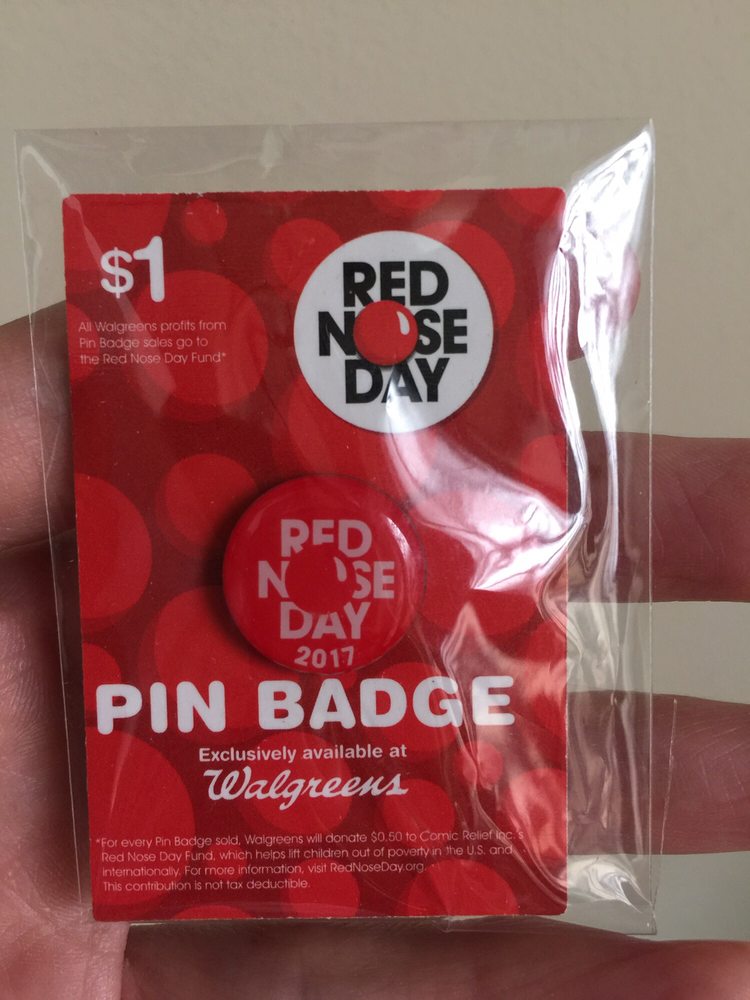 $1
All Walgreens profits from
Pin Badge sales go to
the Red Nose Day Fund*
RED
NOSE
DAY
RED
NOSE
DAY
2017
PIN BADGE
Exclusively available at
Walgreens
*For every Pin Badge sold, Walgreens will donate $0.50 to Comic Relief Inc.'s
Red Nose Day Fund, which helps lift children out of poverty in the U.S. and
internationally. For more information, visit RedNoseDay.org.
This contribution is not tax deductible.